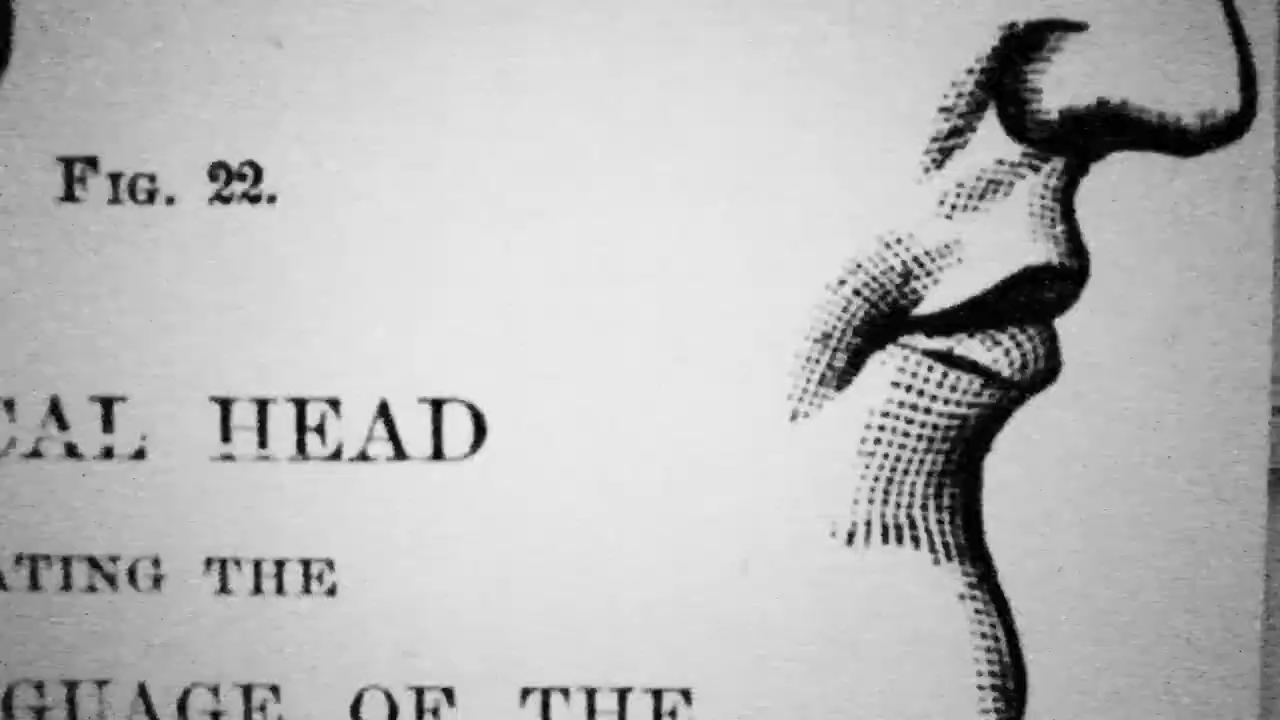 Fig. 22.
CAL HEAD
ATING THE
GUAGE OF THE